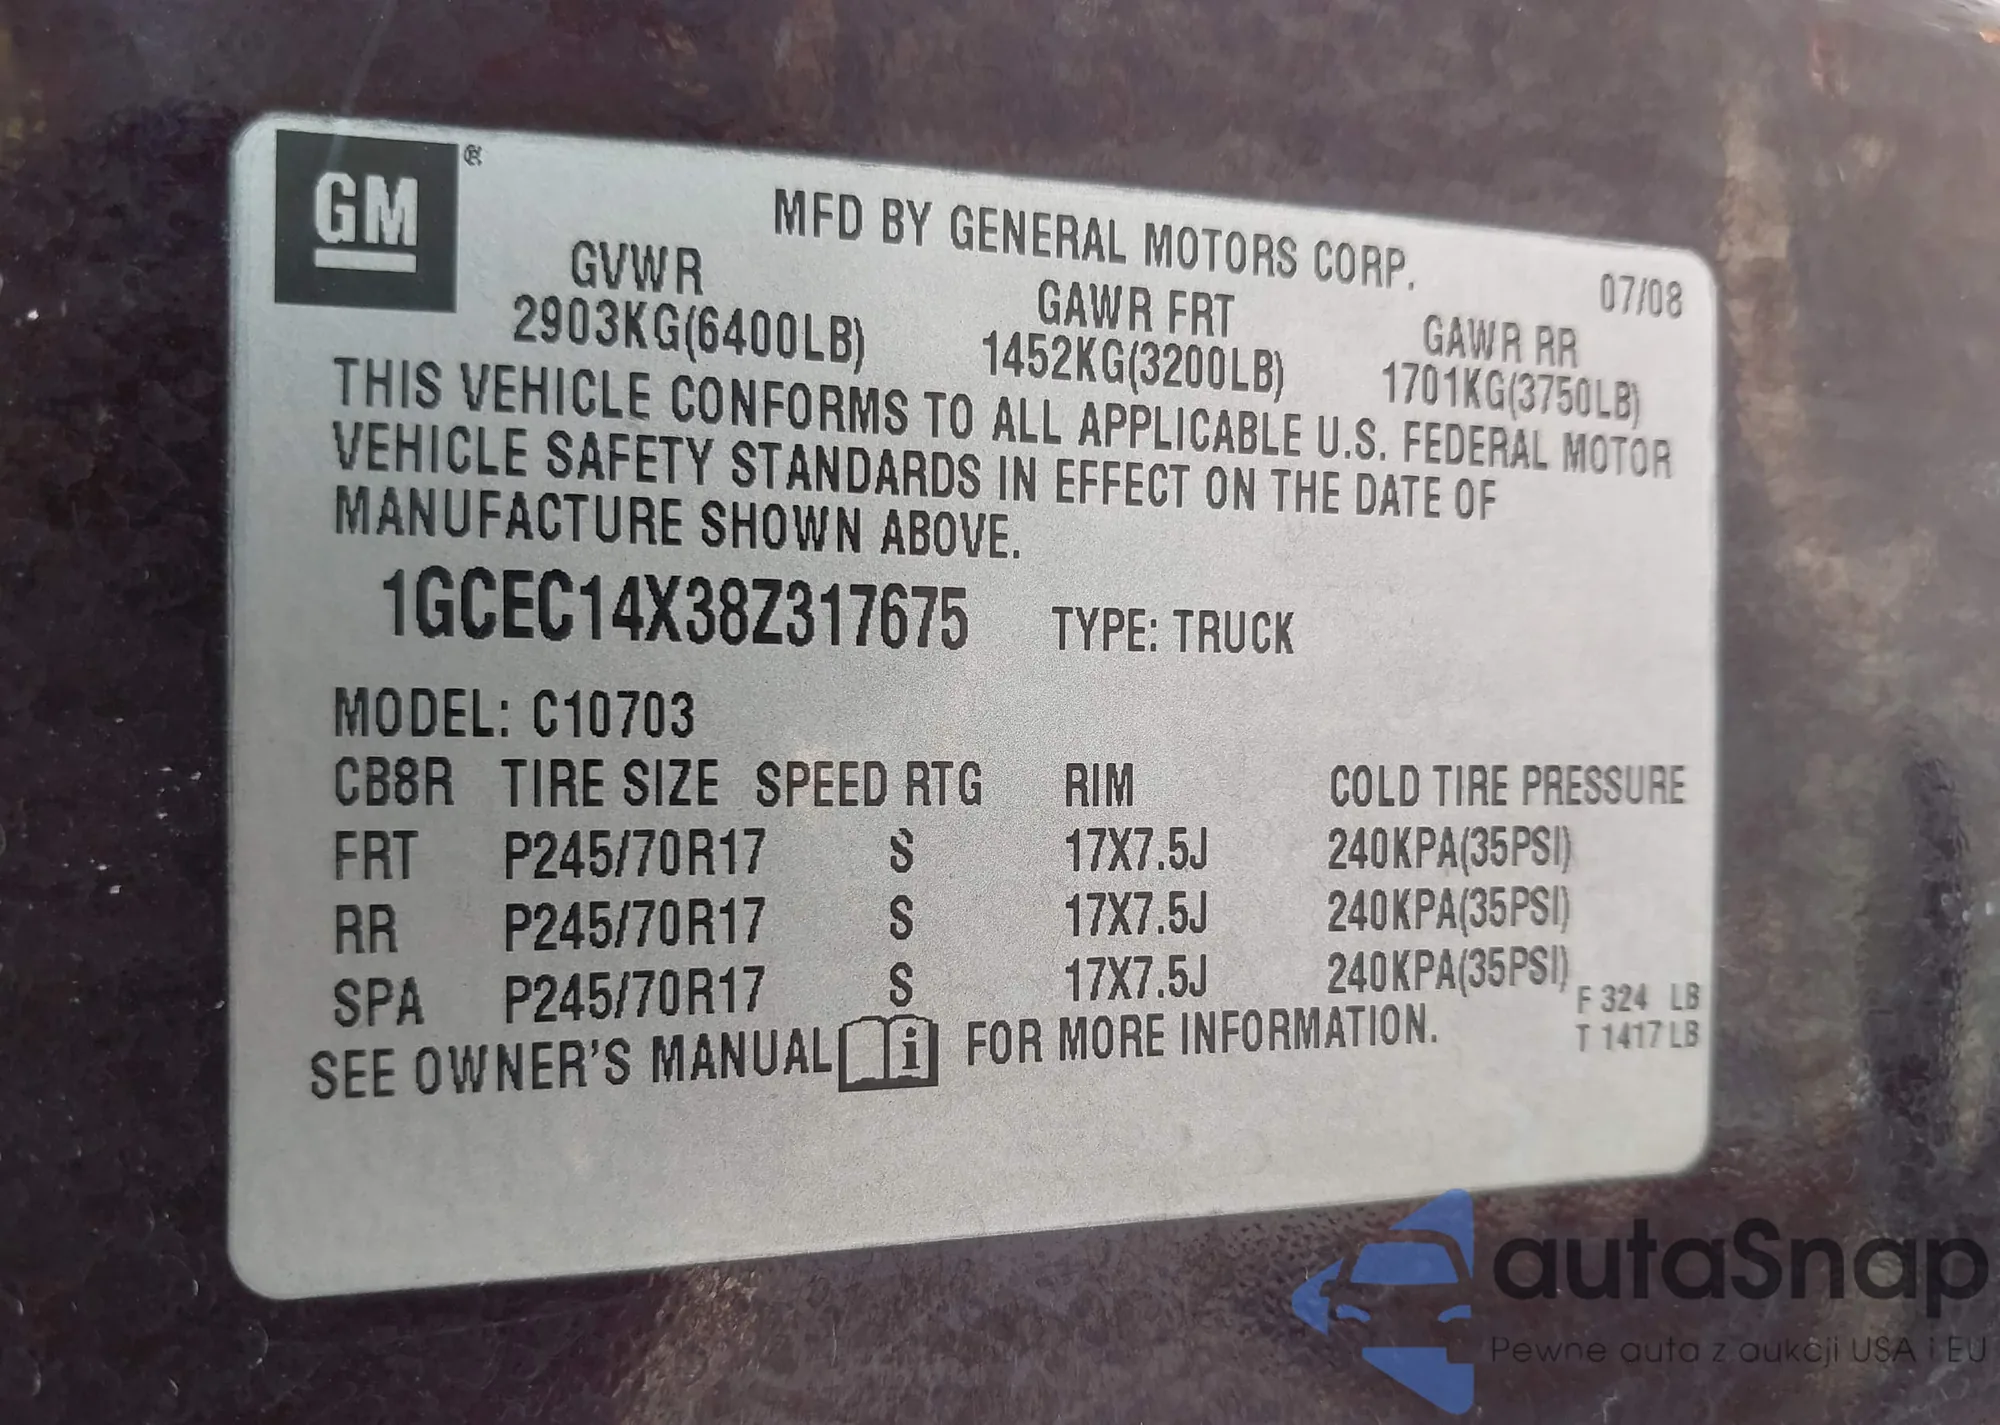 GM®
MFD BY GENERAL MOTORS CORP.
07/08
GVWR GAWR FRT GAWR RR
2903KG(6400LB) 1452KG(3200LB) 1701KG(3750LB)
THIS VEHICLE CONFORMS TO ALL APPLICABLE U.S. FEDERAL MOTOR
VEHICLE SAFETY STANDARDS IN EFFECT ON THE DATE OF
MANUFACTURE SHOWN ABOVE.
1GCEC14X38Z317675 TYPE: TRUCK
MODEL: C10703
CB8R TIRE SIZE SPEED RTG RIM COLD TIRE PRESSURE
FRT P245/70R17 S 17X7.5J 240KPA(35PSI)
RR P245/70R17 S 17X7.5J 240KPA(35PSI)
SPA P245/70R17 S 17X7.5J 240KPA(35PSI)
F 324 LB
T 1417LB
SEE OWNER'S MANUAL i FOR MORE INFORMATION.
autaSnap
Pewne auta z aukcji USA i EU